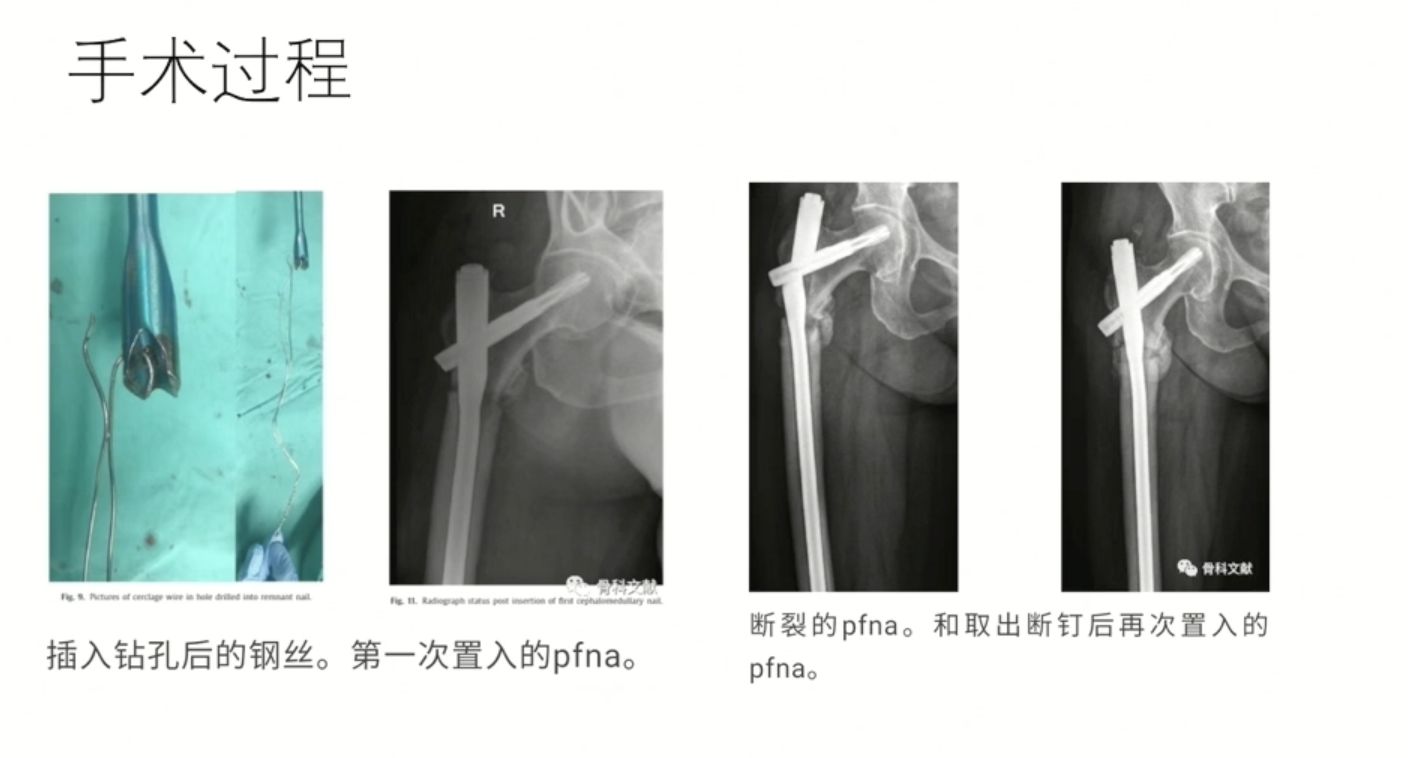 手术过程
R
骨科文献
Fig. 9. Pictures of cerclage wire in hole drilled into remnant nail.
Fig. 11. Radiograph status post insertion of first cephalomedullary nail.
插入钻孔后的钢丝。第一次置入的pfna。
骨科文献
断裂的pfna。和取出断钉后再次置入的
pfna。